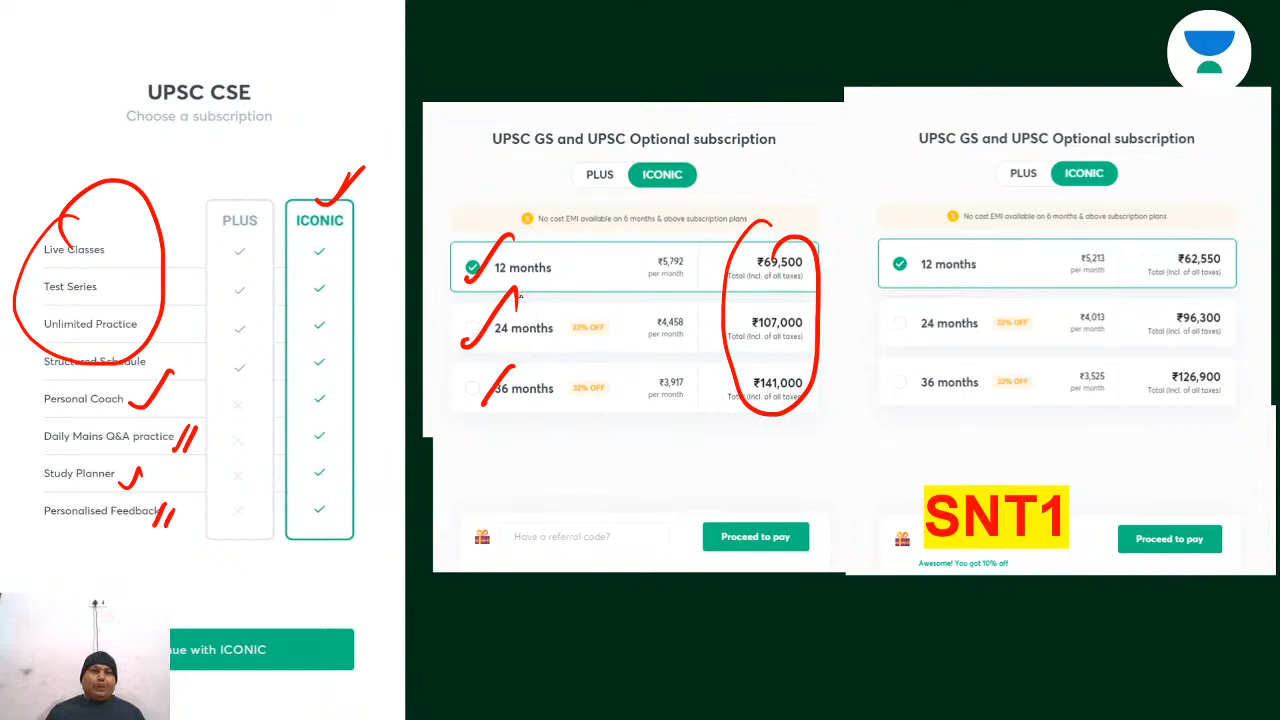 UPSC CSE
Choose a subscription
PLUS ICONIC
Live Classes
Test Series
Unlimited Practice
Structured Schedule
Personal Coach
Daily Mains Q&A practice
Study Planner
Personalised Feedback
nue with ICONIC
UPSC GS and UPSC Optional subscription
PLUS ICONIC
No cost EMI available on 6 months & above subscription plans
12 months ₹5,792 ₹69,500
per month Total (Incl. of all taxes)
24 months 23% OFF ₹4,458 ₹107,000
per month Total (Incl. of all taxes)
36 months 32% OFF ₹3,917 ₹141,000
per month Total (Incl. of all taxes)
Have a referral code? Proceed to pay
UPSC GS and UPSC Optional subscription
PLUS ICONIC
No cost EMI available on 6 months & above subscription plans
12 months ₹5,213 ₹62,550
per month Total (Incl. of all taxes)
24 months 23% OFF ₹4,013 ₹96,300
per month Total (Incl. of all taxes)
36 months 32% OFF ₹3,525 ₹126,900
per month Total (Incl. of all taxes)
SNT1
Proceed to pay
Awesome! You got 10% off